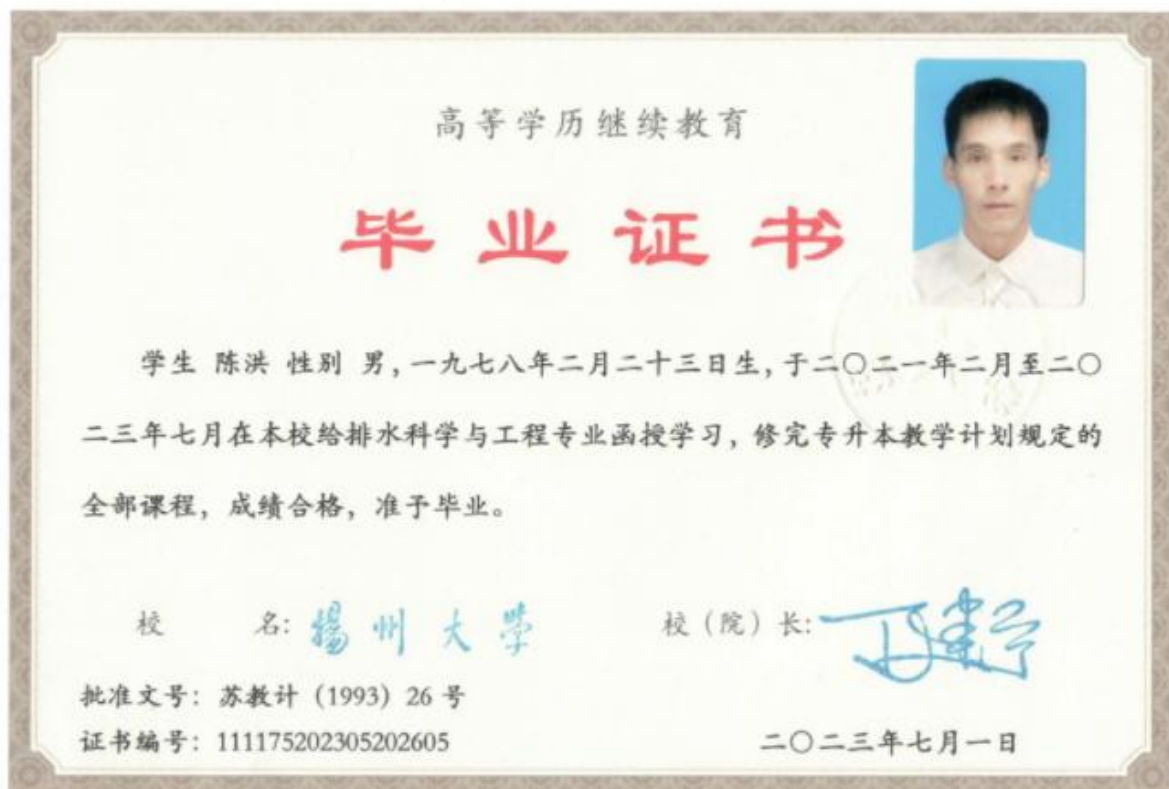 高等学历继续教育
毕业证书
学生 陈洪 性别 男，一九七八年二月二十三日生，于二〇二一年二月至二〇
二三年七月在本校给排水科学与工程专业函授学习，修完专升本教学计划规定的
全部课程，成绩合格，准予毕业。
校 名：揚州大學 校（院）长：
批准文号：苏教计（1993）26 号
证书编号：111175202305202605 二〇二三年七月一日